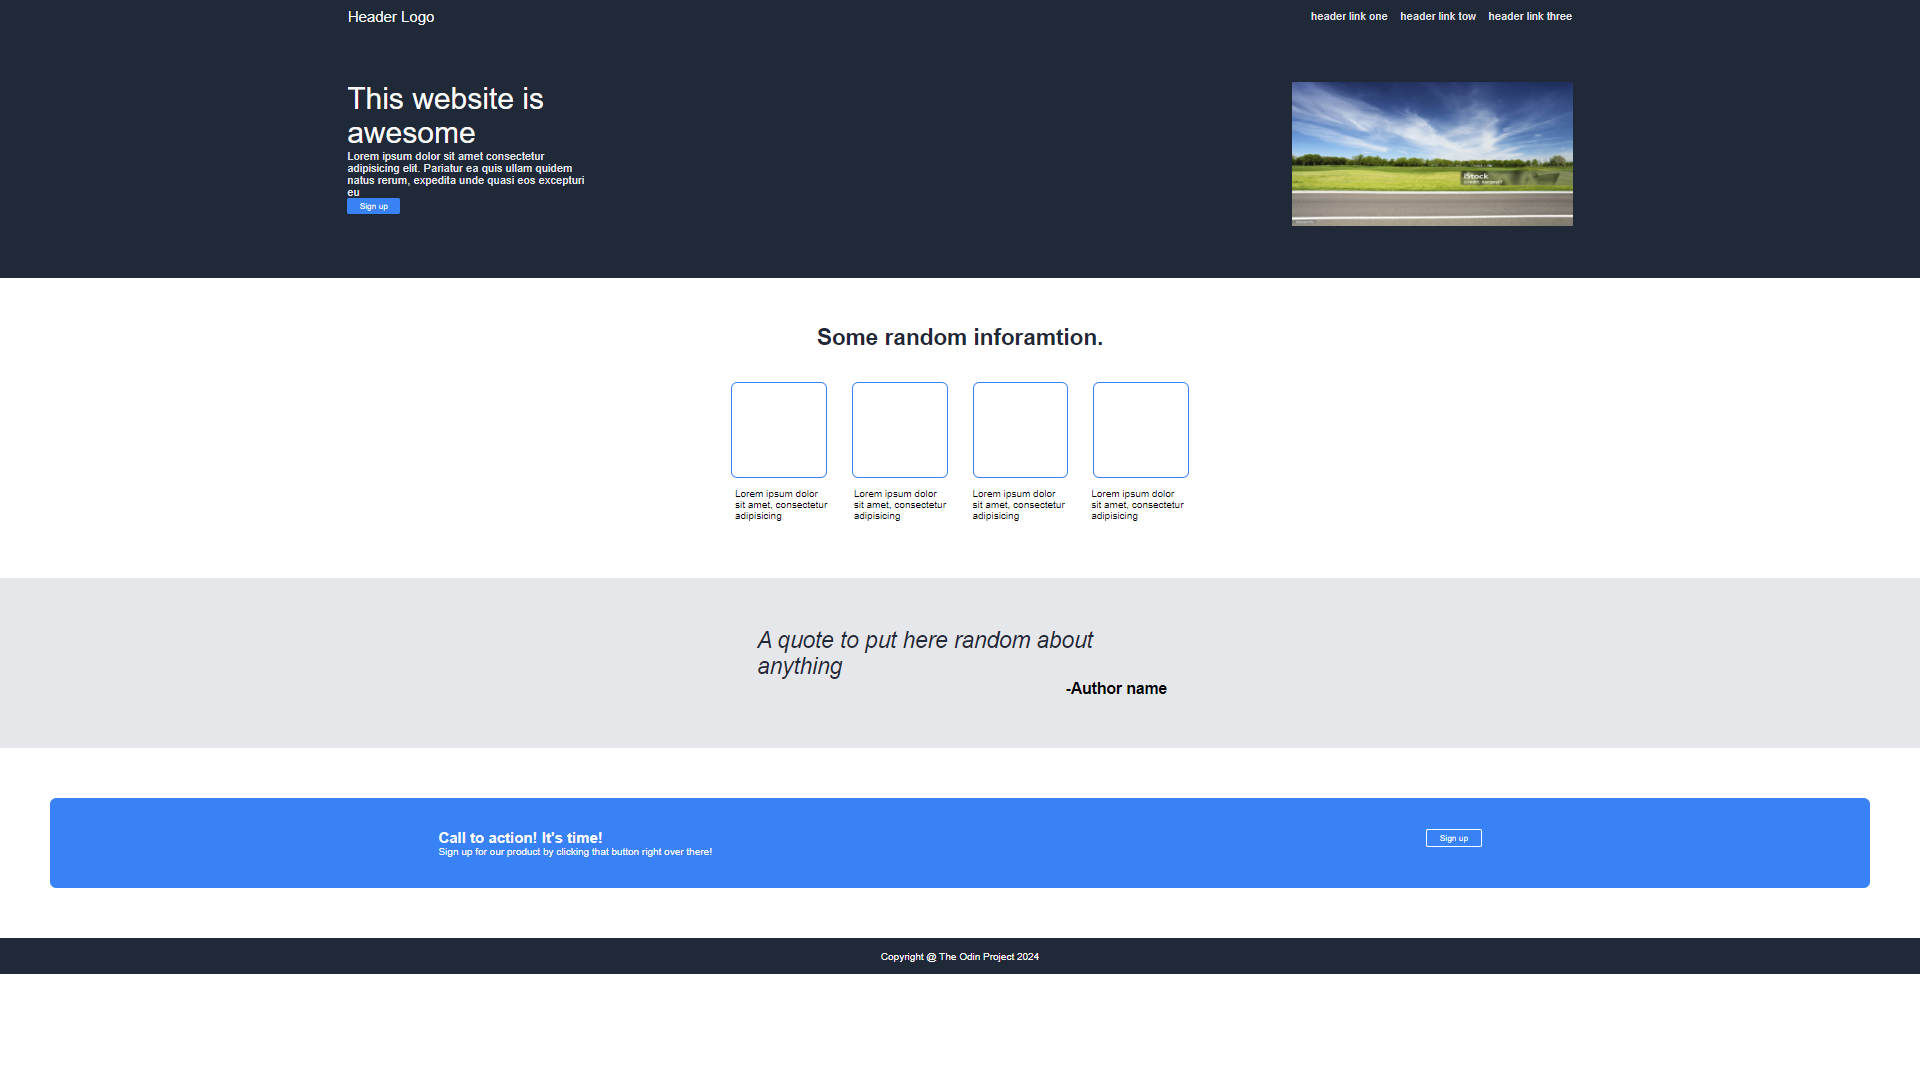 Header Logo
header link one header link tow header link three
This website is
awesome
Lorem ipsum dolor sit amet consectetur
adipisicing elit. Pariatur ea quis ullam quidem
natus rerum, expedita unde quasi eos excepturi
eu
Sign up
iStock
Some random inforamtion.
Lorem ipsum dolor
sit amet, consectetur
adipisicing
Lorem ipsum dolor
sit amet, consectetur
adipisicing
Lorem ipsum dolor
sit amet, consectetur
adipisicing
Lorem ipsum dolor
sit amet, consectetur
adipisicing
A quote to put here random about
anything
-Author name
Call to action! It's time!
Sign up for our product by clicking that button right over there!
Sign up
Copyright @ The Odin Project 2024